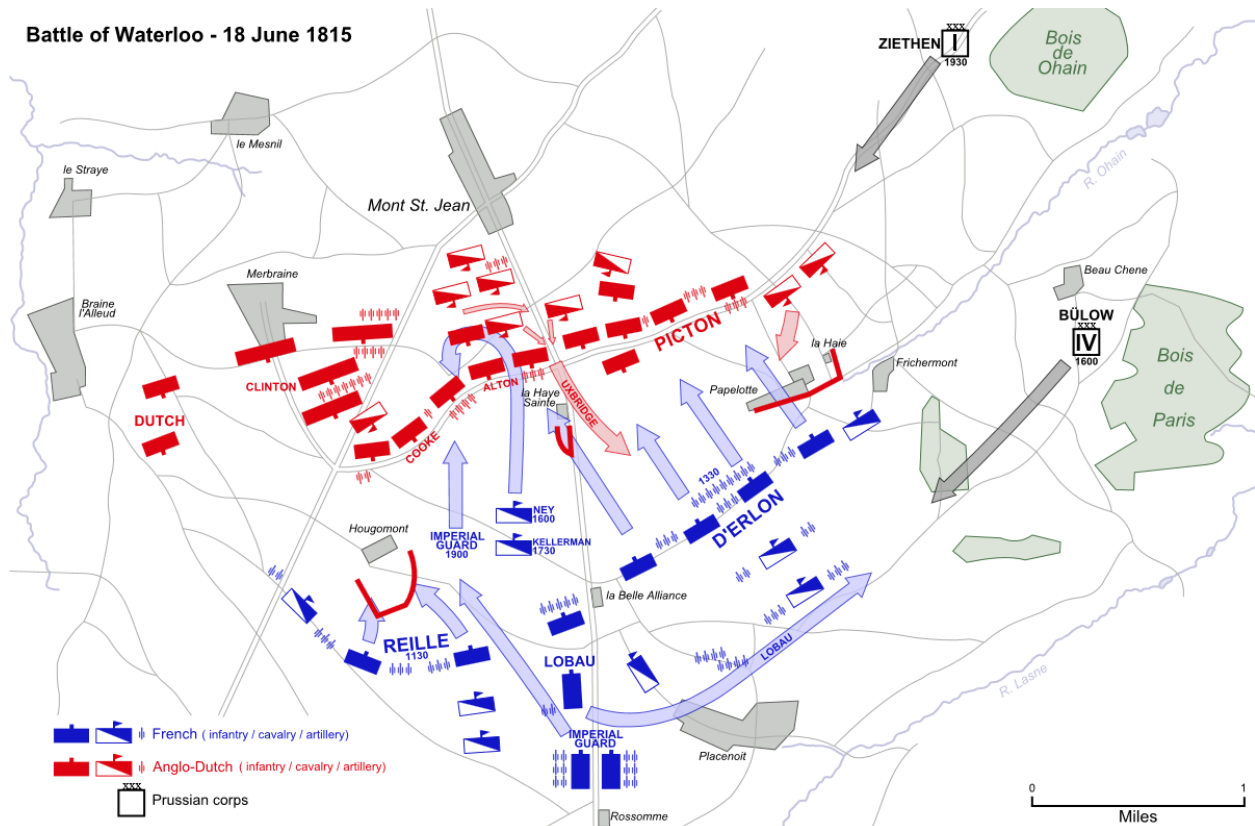 Battle of Waterloo - 18 June 1815
ZIETHEN
xxx
I
1930
Bois
de
Ohain
le Mesnil
le Straye
R. Ohain
Mont St. Jean
Merbraine
Beau Chene
Braine
l'Alleud
BÜLOW
xxx
IV
1600
PICTON
la Haie
Frichermont
Bois
de
Paris
CLINTON
ALTON
la Haye
Sainte
UXBRIDGE
Papelotte
DUTCH
COOKE
1330
D'ERLON
Hougomont
NEY
1600
IMPERIAL
GUARD
1900
KELLERMAN
1730
la Belle Alliance
REILLE
1130
LOBAU
LOBAU
R. Lasne
IMPERIAL
GUARD
Placenoit
French ( infantry / cavalry / artillery)
Anglo-Dutch ( infantry / cavalry / artillery)
xxx
Prussian corps
Rossomme
0
1
Miles